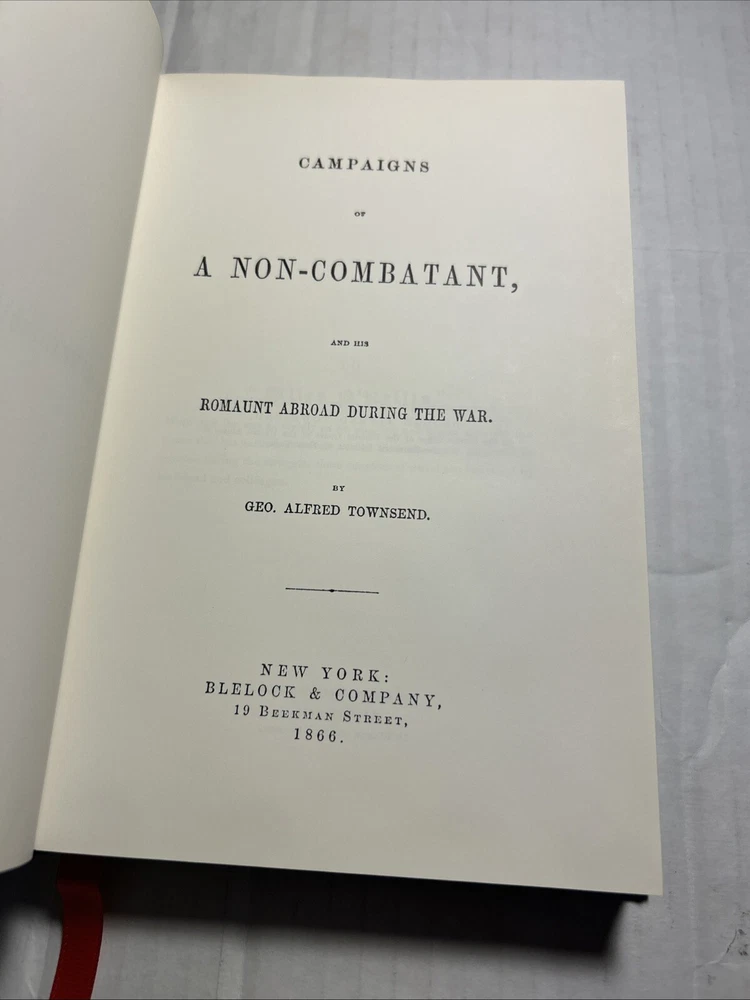 CAMPAIGNS
OF
A NON-COMBATANT,
AND HIS
ROMAUNT ABROAD DURING THE WAR.
BY
GEO. ALFRED TOWNSEND.
NEW YORK:
BLELOCK & COMPANY,
19 BEEKMAN STREET,
1866.